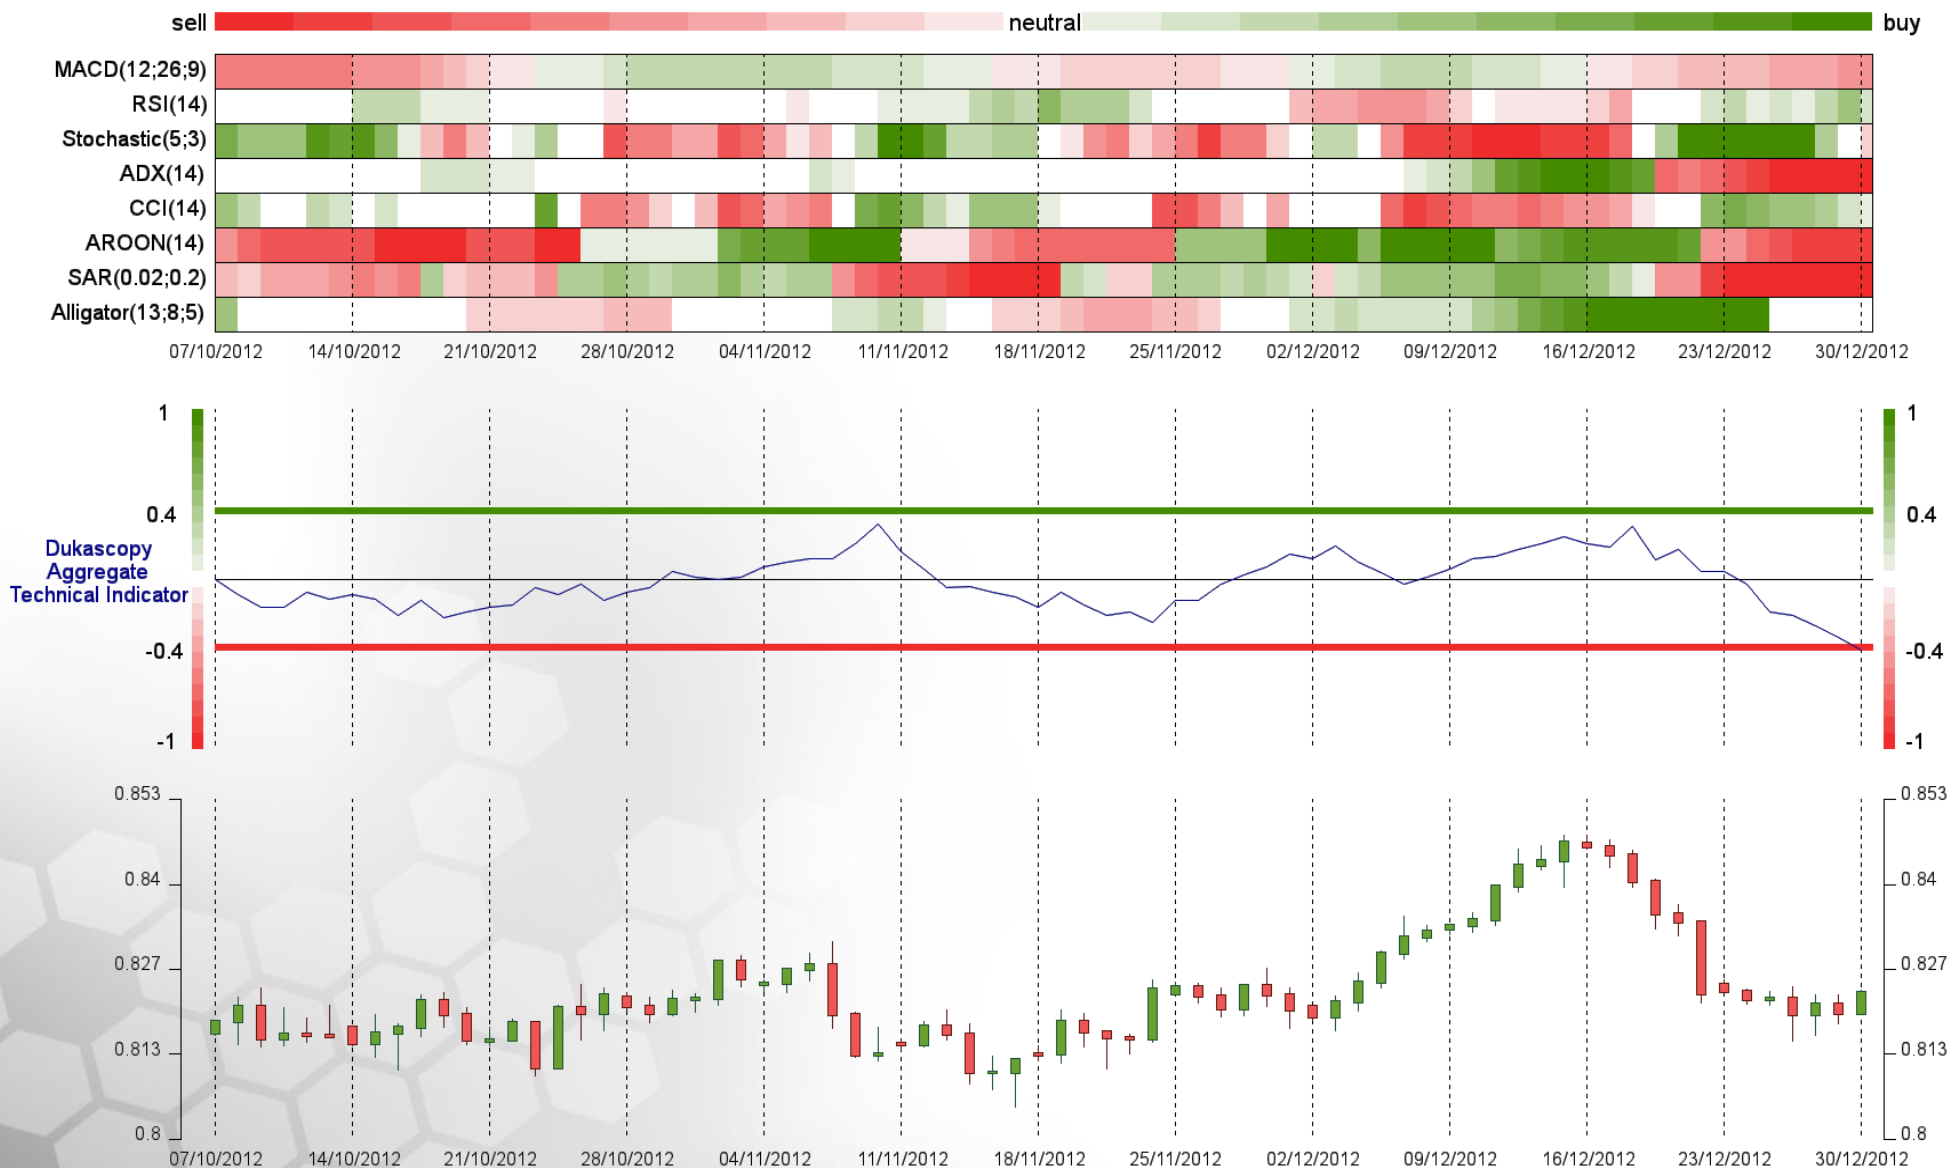 sell neutral buy
MACD(12;26;9)
RSI(14)
Stochastic(5;3)
ADX(14)
CCI(14)
AROON(14)
SAR(0.02;0.2)
Alligator(13;8;5)
07/10/2012 14/10/2012 21/10/2012 28/10/2012 04/11/2012 11/11/2012 18/11/2012 25/11/2012 02/12/2012 09/12/2012 16/12/2012 23/12/2012 30/12/2012
1 1
0.4 0.4
Dukascopy
Aggregate
Technical Indicator
-0.4 -0.4
-1 -1
0.853 0.853
0.84 0.84
0.827 0.827
0.813 0.813
0.8 0.8
07/10/2012 14/10/2012 21/10/2012 28/10/2012 04/11/2012 11/11/2012 18/11/2012 25/11/2012 02/12/2012 09/12/2012 16/12/2012 23/12/2012 30/12/2012